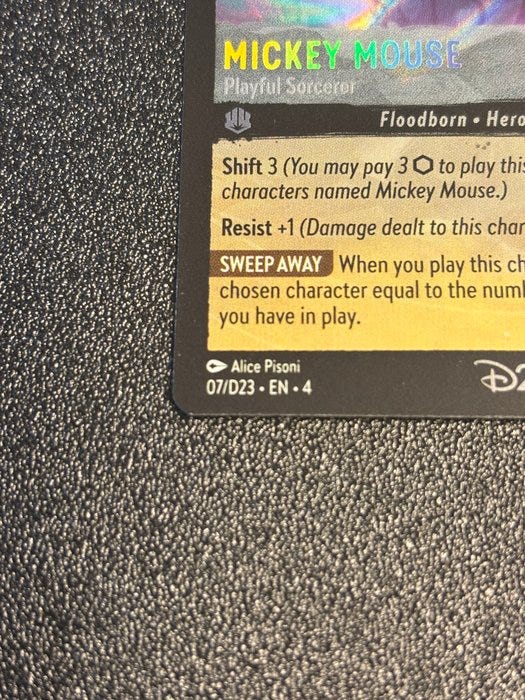 MICKEY MOUSE
Playful Sorcerer
Floodborn • Hero
Shift 3 (You may pay 3 to play this
characters named Mickey Mouse.)
Resist +1 (Damage dealt to this char
SWEEP AWAY When you play this ch
chosen character equal to the num
you have in play.
Alice Pisoni
07/D23 • EN • 4
D2